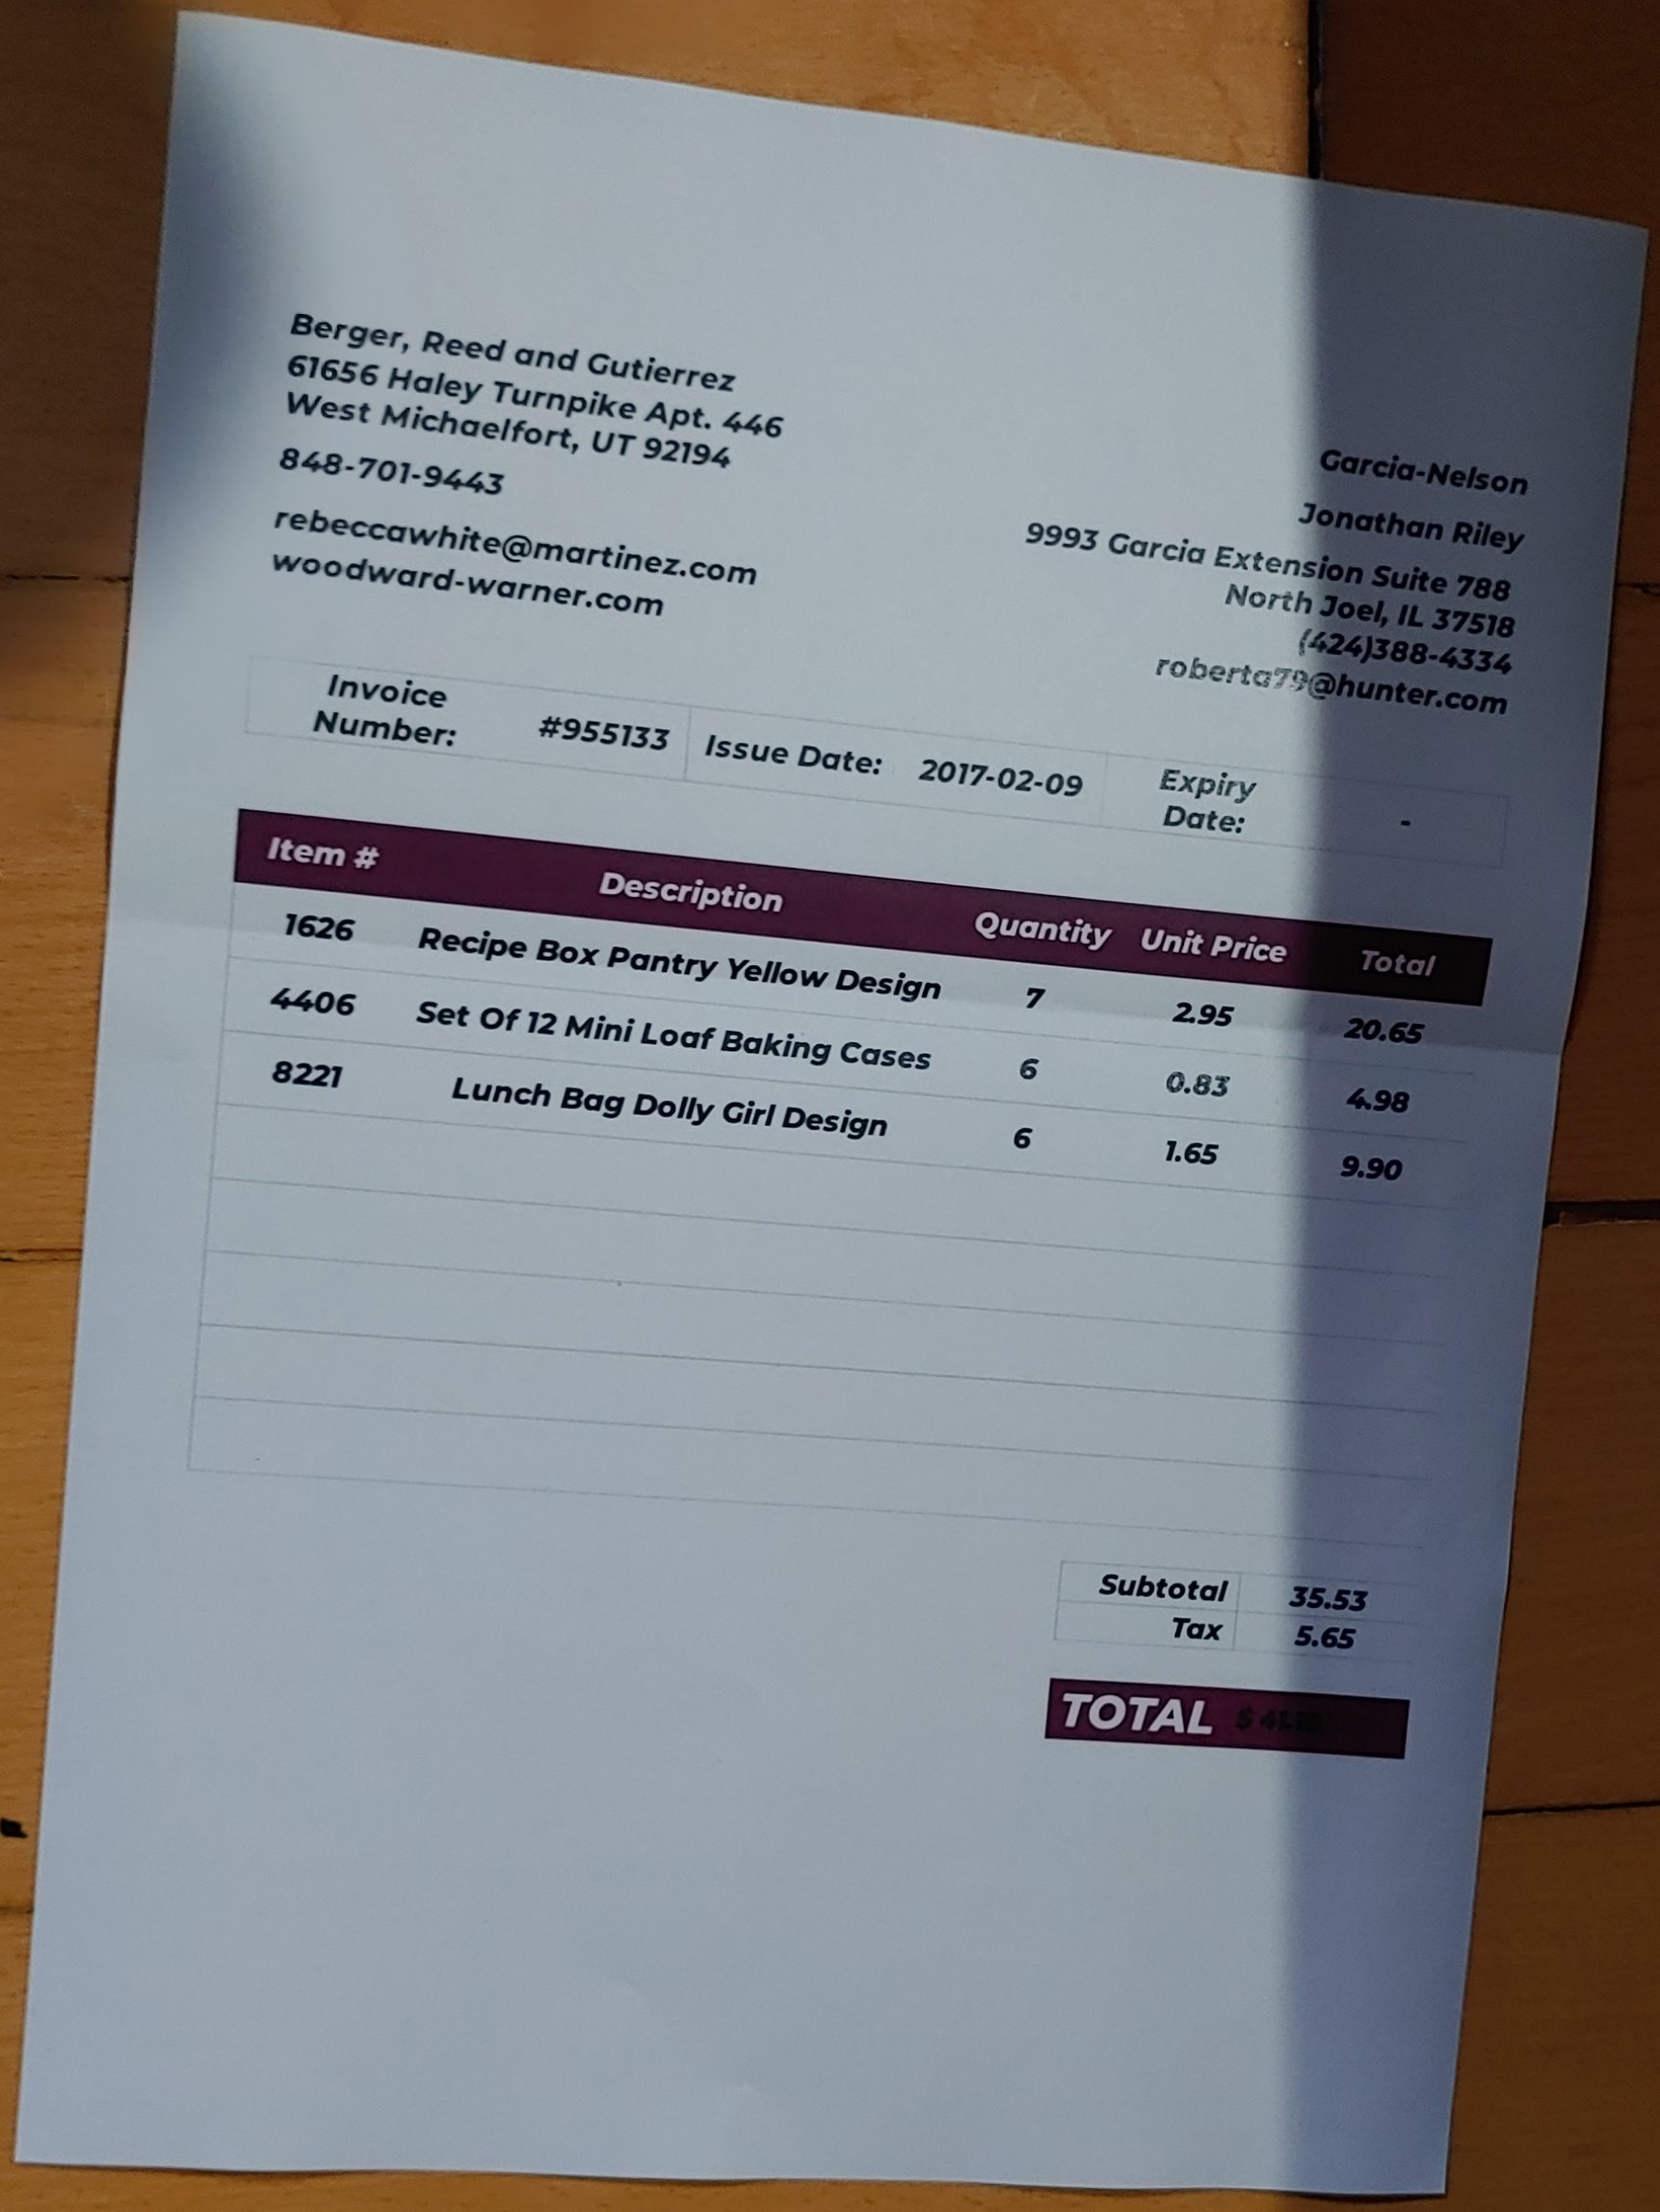 Berger, Reed and Gutierrez
61656 Haley Turnpike Apt. 446
West Michaelfort, UT 92194
848-701-9443
rebeccawhite@martinez.com
woodward-warner.com
Garcia-Nelson
Jonathan Riley
9993 Garcia Extension Suite 788
North Joel, IL 37518
(424)388-4334
roberta79@hunter.com
Invoice Number: #955133 Issue Date: 2017-02-09 Expiry Date: -
Item # Description Quantity Unit Price Total
1626 Recipe Box Pantry Yellow Design 7 2.95 20.65
4406 Set Of 12 Mini Loaf Baking Cases 6 0.83 4.98
8221 Lunch Bag Dolly Girl Design 6 1.65 9.90
Subtotal 35.53
Tax 5.65
TOTAL $